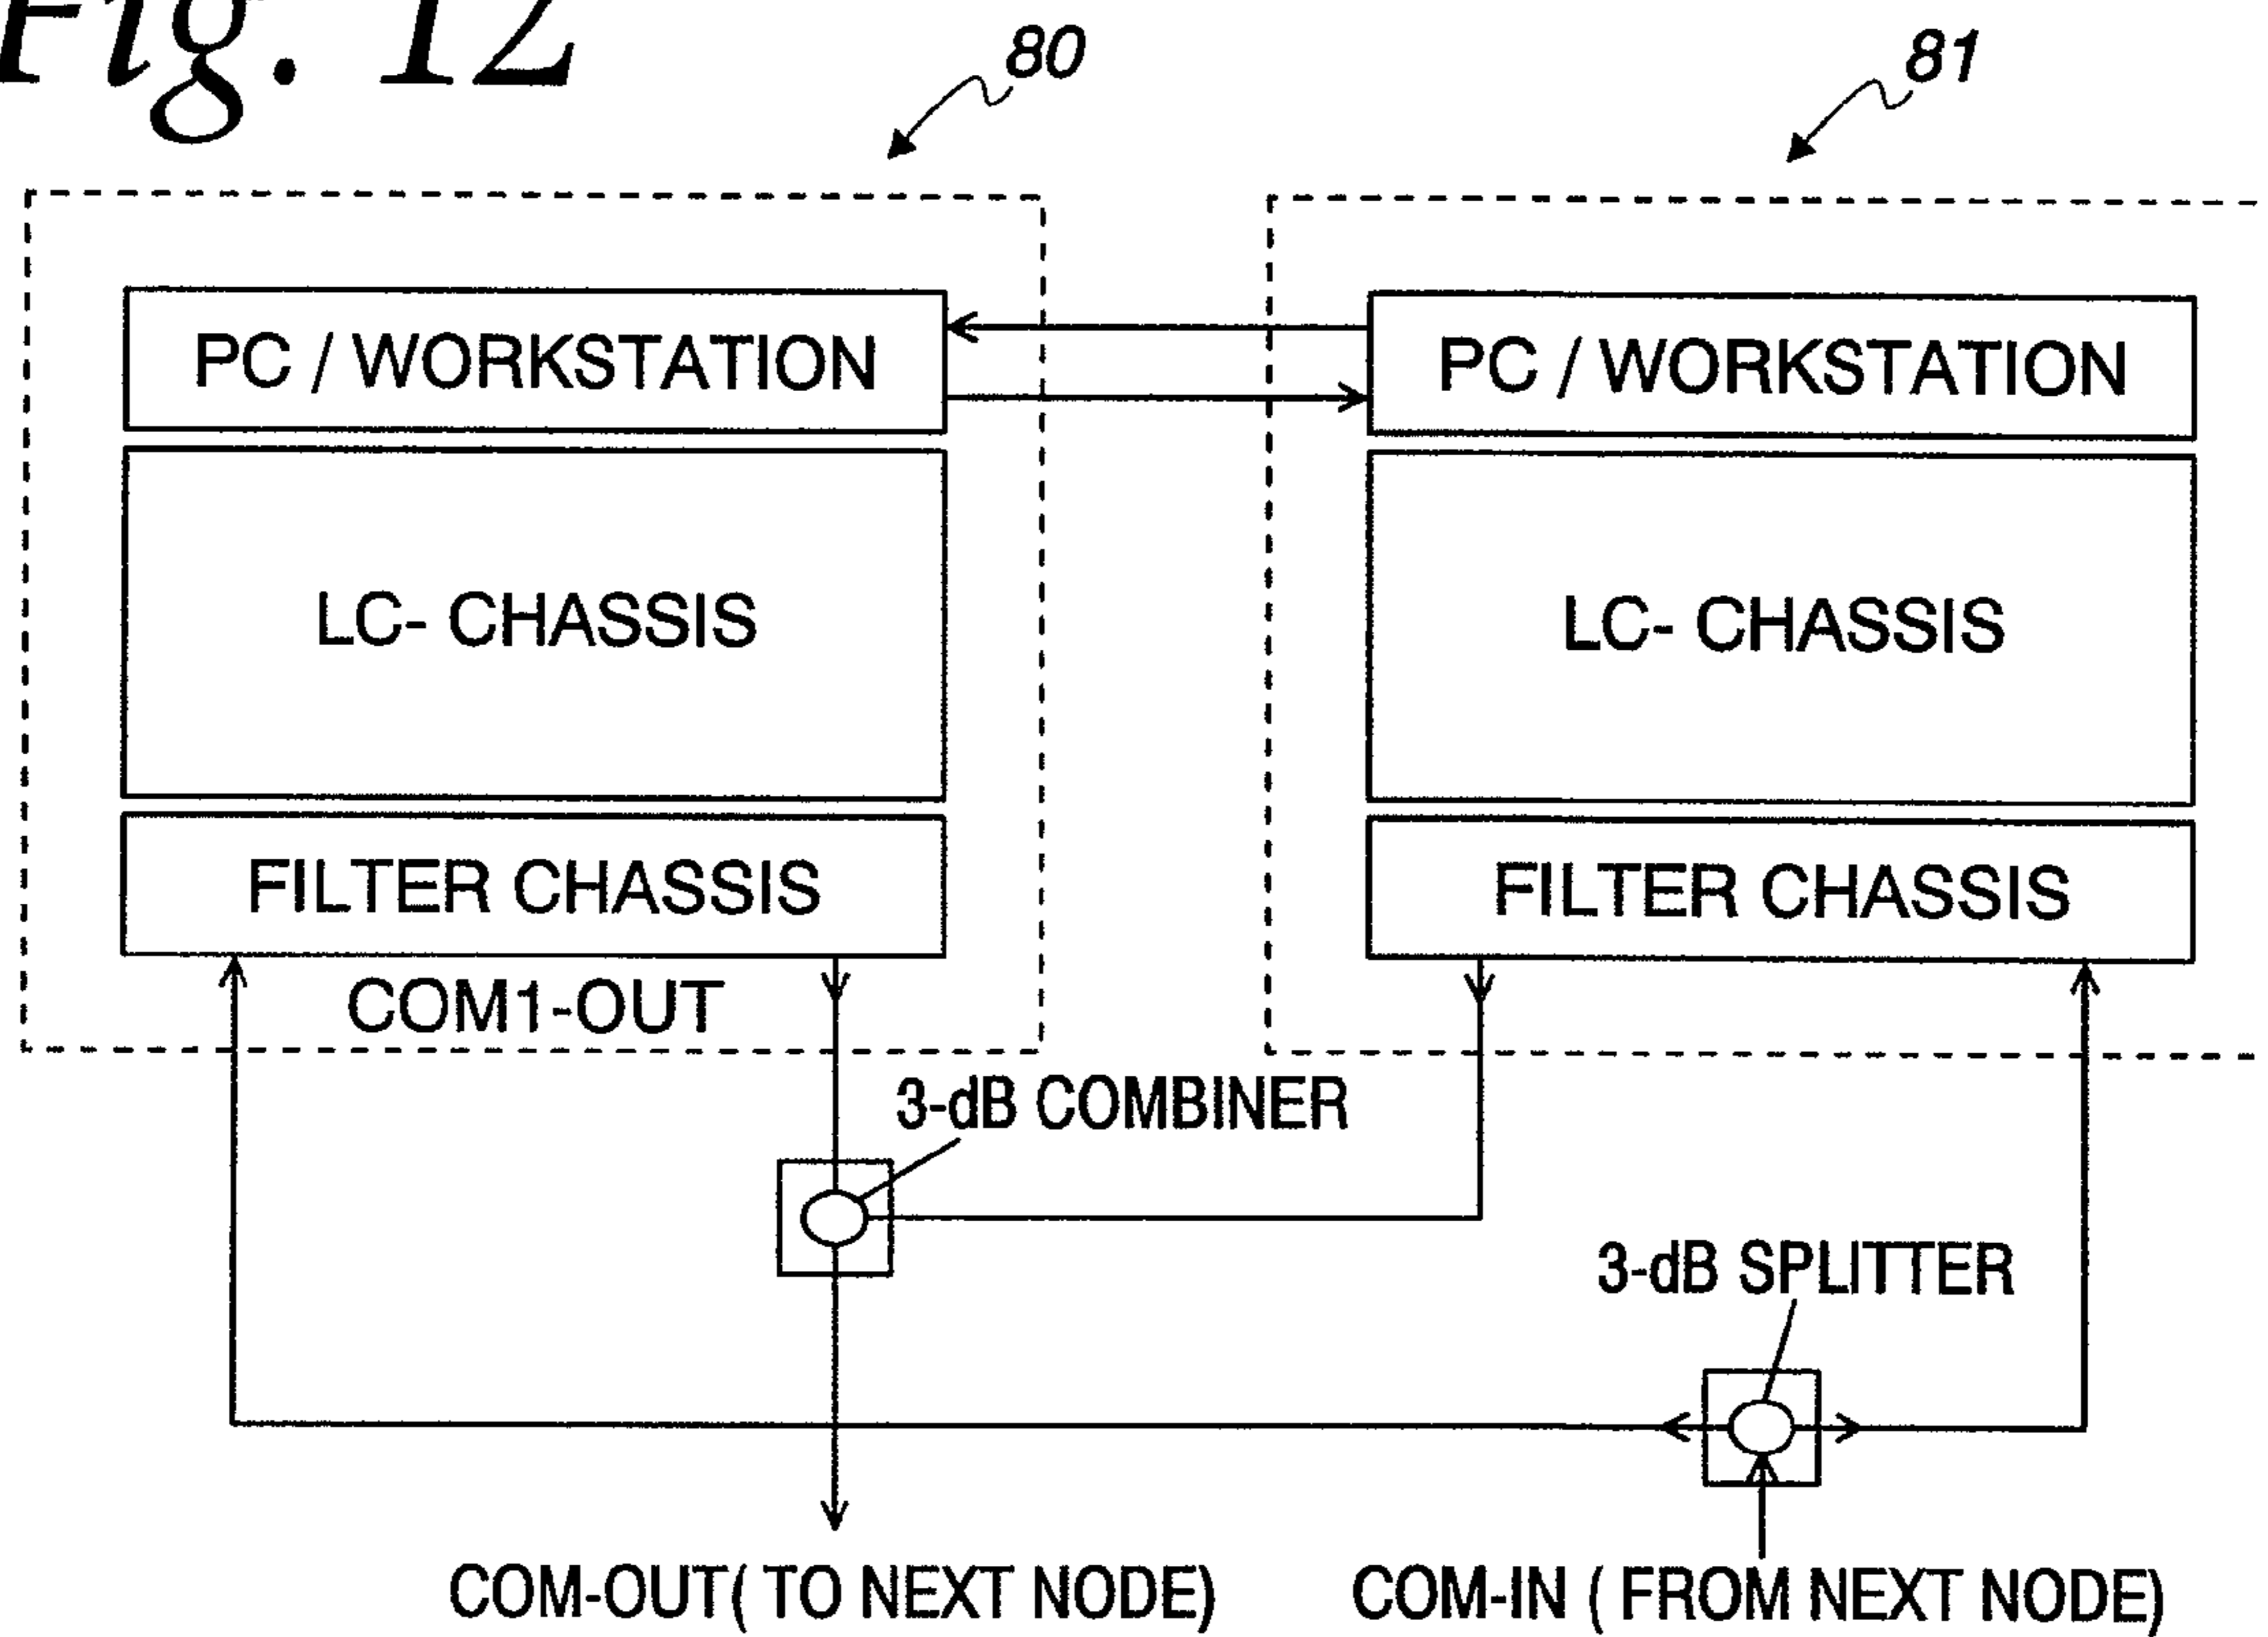 Fig. 12
80
81
PC / WORKSTATION
PC / WORKSTATION
LC- CHASSIS
LC- CHASSIS
FILTER CHASSIS
FILTER CHASSIS
COM1-OUT
3-dB COMBINER
3-dB SPLITTER
COM-OUT( TO NEXT NODE)
COM-IN ( FROM NEXT NODE)